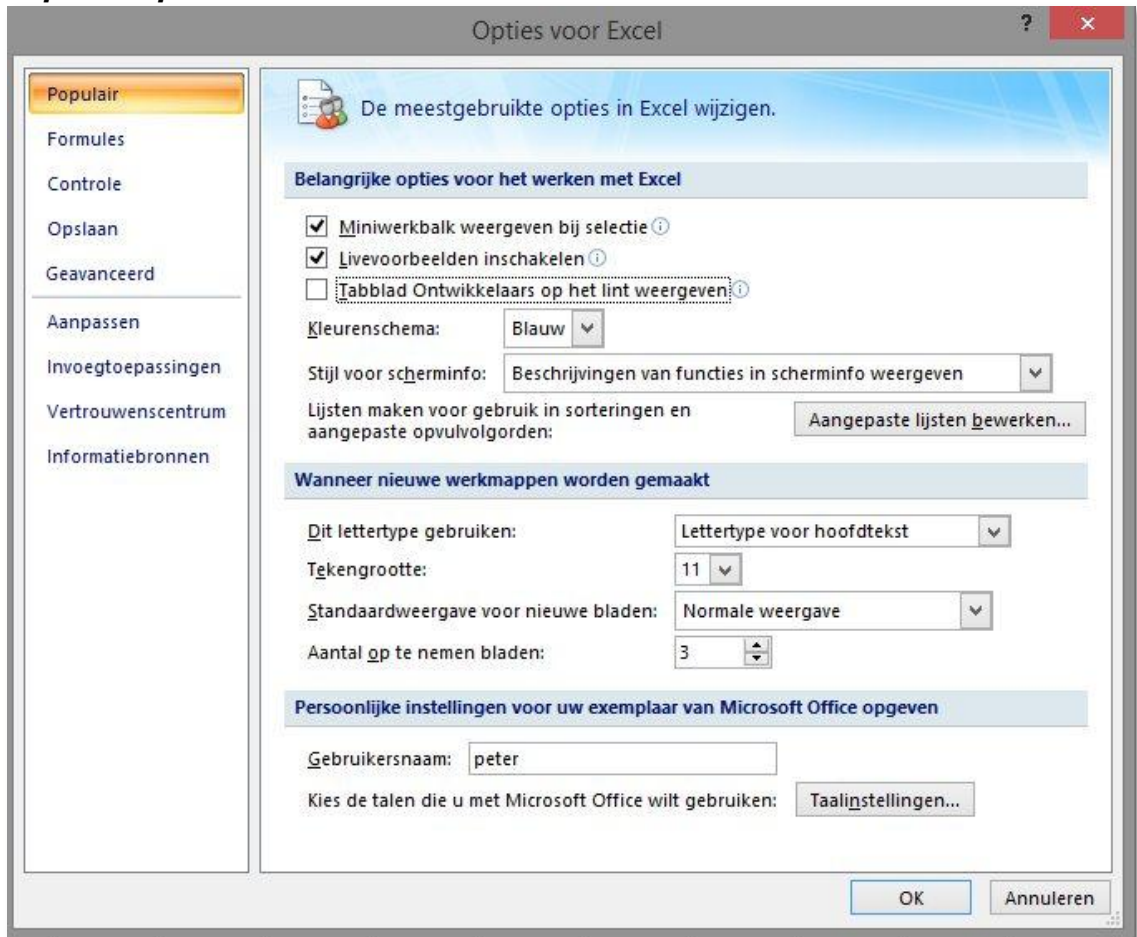 Opties voor Excel
?
Populair
Formules
Controle
Opslaan
Geavanceerd
Aanpassen
Invoegtoepassingen
Vertrouwenscentrum
Informatiebronnen
De meestgebruikte opties in Excel wijzigen.
Belangrijke opties voor het werken met Excel
Miniwerkbalk weergeven bij selectie
Livevoorbeelden inschakelen
Tabblad Ontwikkelaars op het lint weergeven
Kleurenschema: Blauw
Stijl voor scherminfo: Beschrijvingen van functies in scherminfo weergeven
Lijsten maken voor gebruik in sorteringen en
aangepaste opvulvolgorden:
Aangepaste lijsten bewerken...
Wanneer nieuwe werkmappen worden gemaakt
Dit lettertype gebruiken: Lettertype voor hoofdtekst
Tekengrootte: 11
Standaardweergave voor nieuwe bladen: Normale weergave
Aantal op te nemen bladen: 3
Persoonlijke instellingen voor uw exemplaar van Microsoft Office opgeven
Gebruikersnaam: peter
Kies de talen die u met Microsoft Office wilt gebruiken: Taalinstellingen...
OK Annuleren